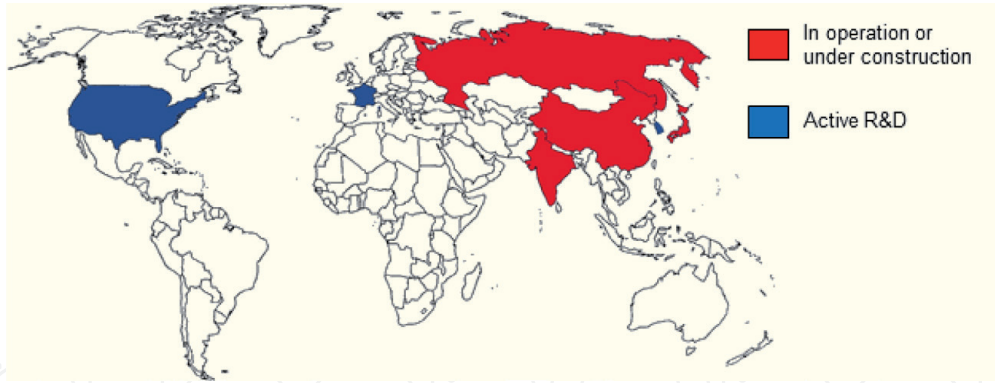 In operation or
under construction
Active R&D